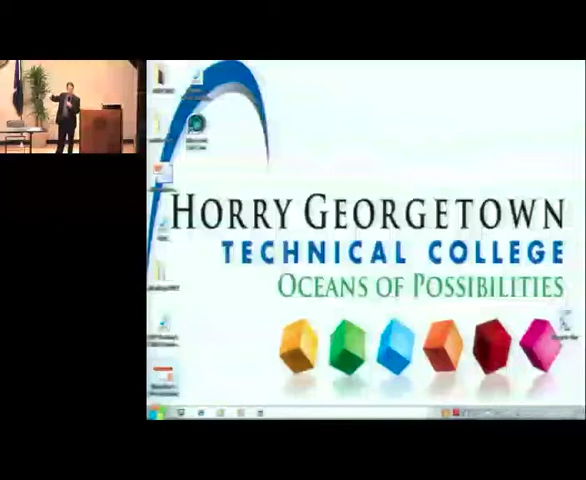 HORRY GEORGETOWN
TECHNICAL COLLEGE
OCEANS OF POSSIBILITIES